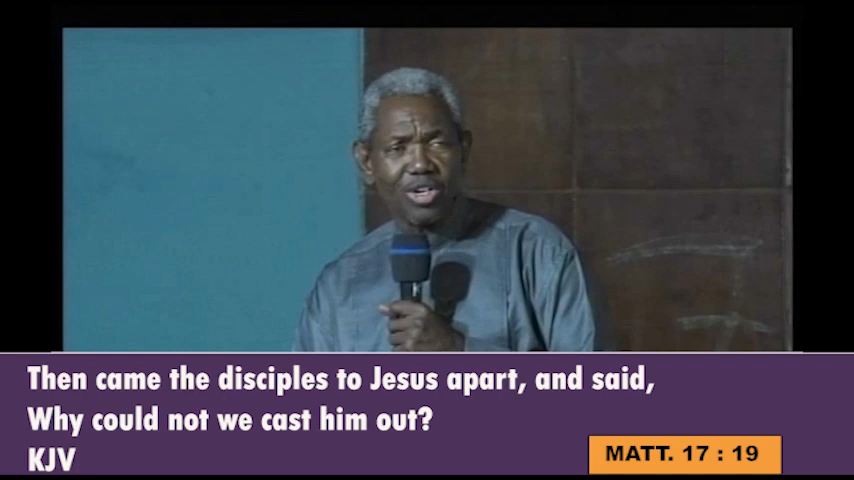 Then came the disciples to Jesus apart, and said,
Why could not we cast him out?
KJV
MATT. 17 : 19